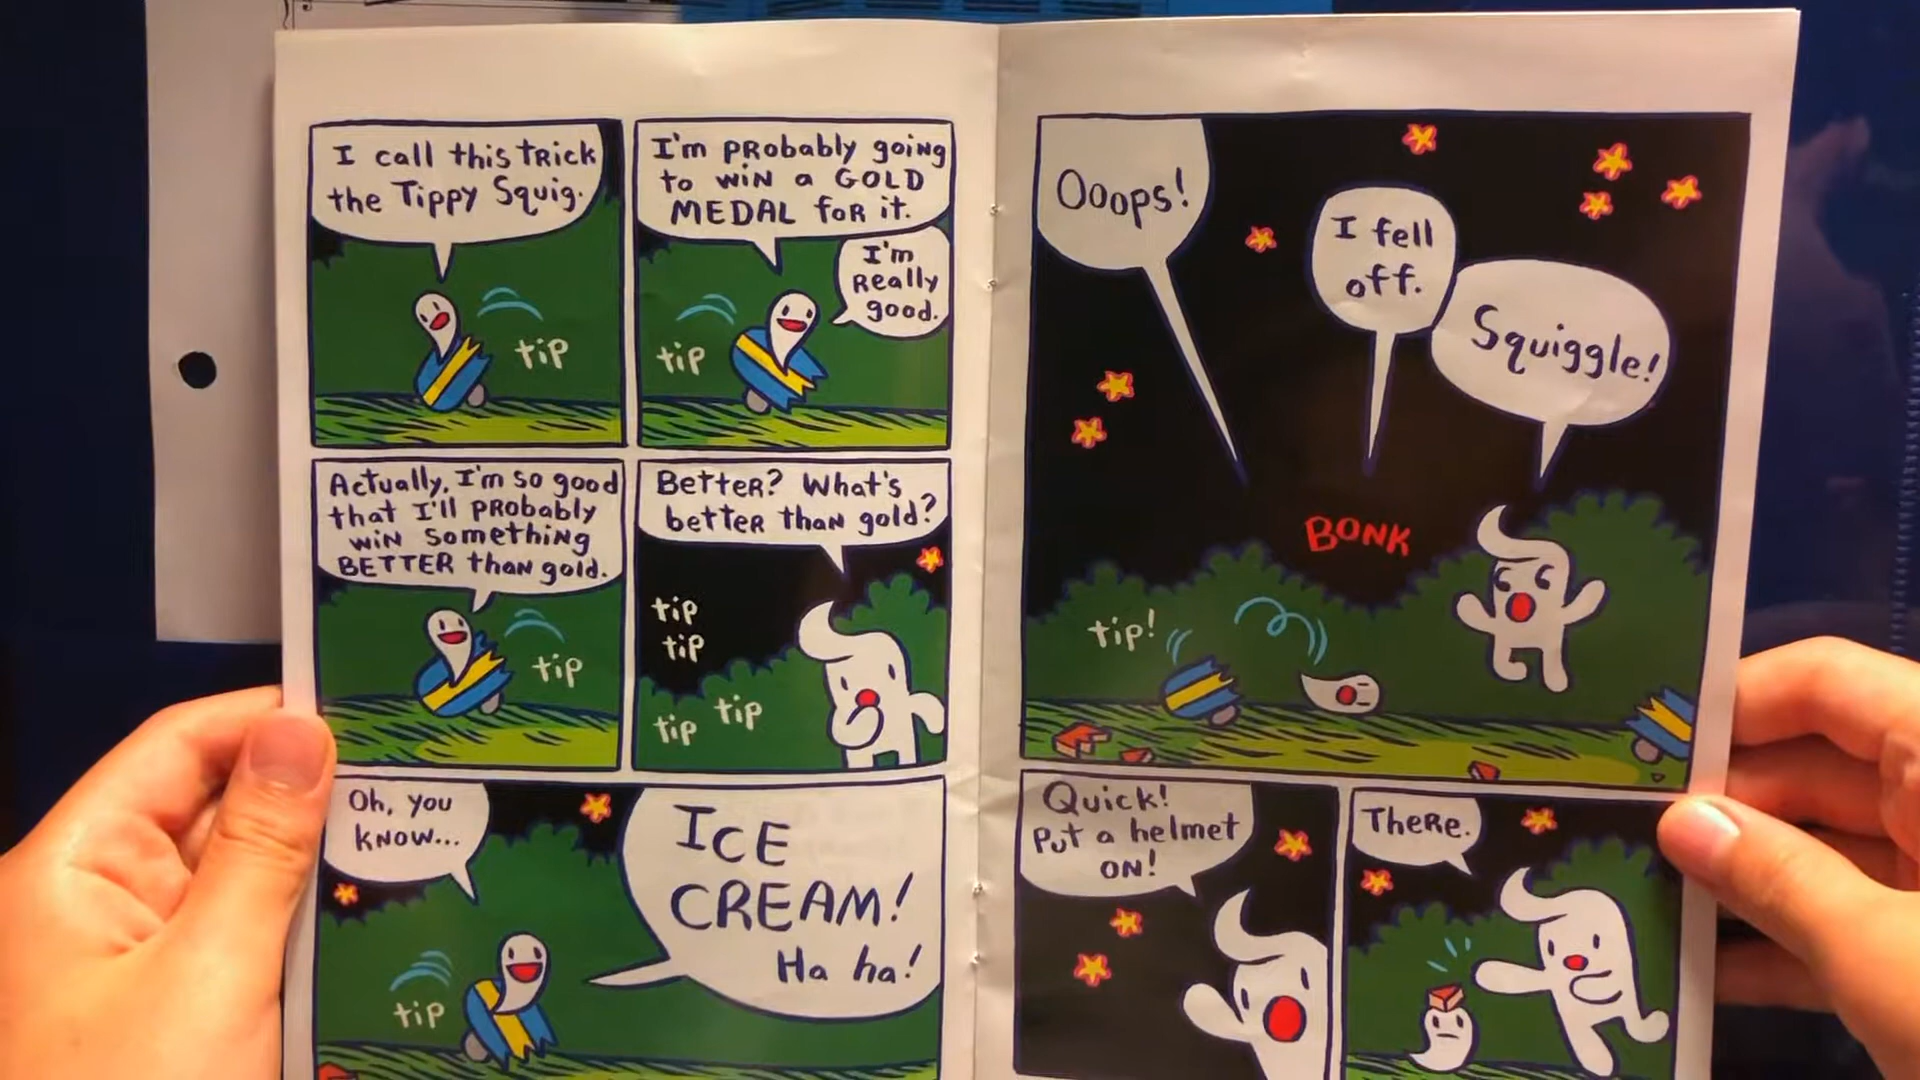 I call this trick
the Tippy Squig.
tip
I'm probably going
to win a GOLD
MEDAL for it.
I'm
really
good.
tip
Actually, I'm so good
that I'll probably
win something
BETTER than gold.
tip
Better? What's
better than gold?
tip
tip
tip
tip
Oh, you
know...
ICE
CREAM!
Ha ha!
tip
Ooops!
I fell
off.
Squiggle!
BONK
tip!
Quick!
Put a helmet
on!
There.